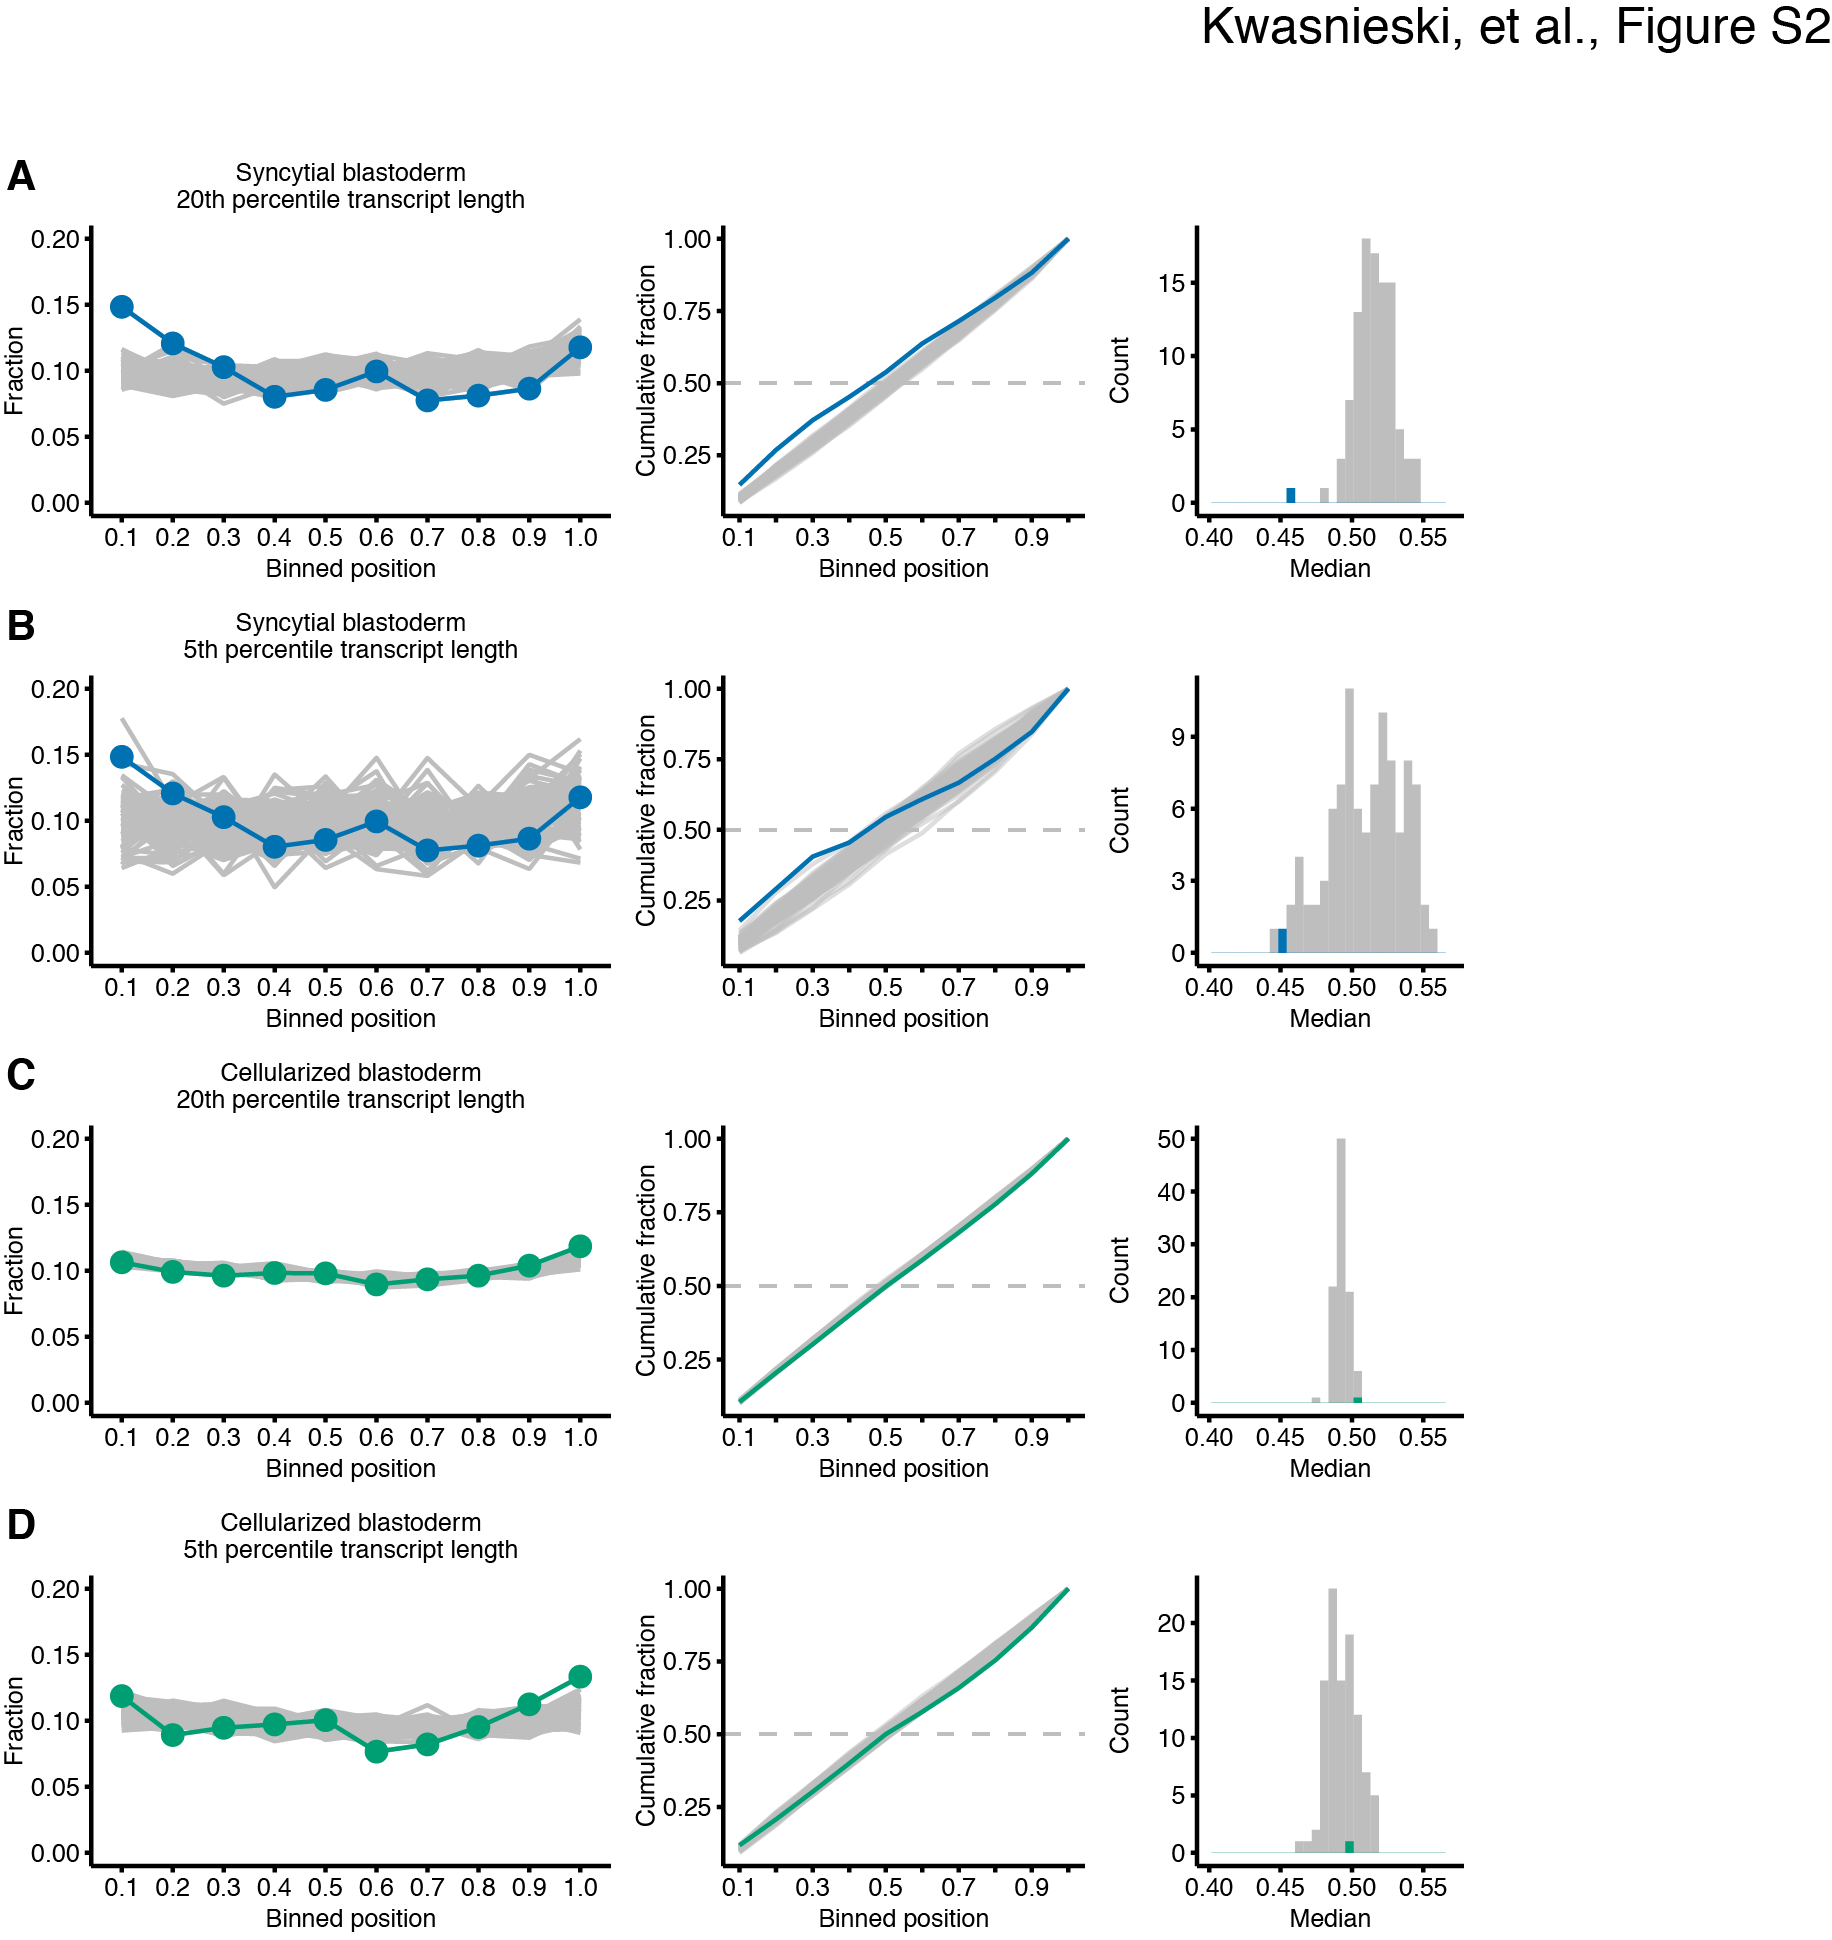 Kwasnieski, et al., Figure S2
A
Syncytial blastoderm
20th percentile transcript length
Fraction
0.20
0.15
0.10
0.05
0.00
0.1 0.2 0.3 0.4 0.5 0.6 0.7 0.8 0.9 1.0
Binned position
Cumulative fraction
1.00
0.75
0.50
0.25
0.1 0.3 0.5 0.7 0.9
Binned position
Count
15
10
5
0
0.40 0.45 0.50 0.55
Median
B
Syncytial blastoderm
5th percentile transcript length
Fraction
0.20
0.15
0.10
0.05
0.00
0.1 0.2 0.3 0.4 0.5 0.6 0.7 0.8 0.9 1.0
Binned position
Cumulative fraction
1.00
0.75
0.50
0.25
0.1 0.3 0.5 0.7 0.9
Binned position
Count
9
6
3
0
0.40 0.45 0.50 0.55
Median
C
Cellularized blastoderm
20th percentile transcript length
Fraction
0.20
0.15
0.10
0.05
0.00
0.1 0.2 0.3 0.4 0.5 0.6 0.7 0.8 0.9 1.0
Binned position
Cumulative fraction
1.00
0.75
0.50
0.25
0.1 0.3 0.5 0.7 0.9
Binned position
Count
50
40
30
20
10
0
0.40 0.45 0.50 0.55
Median
D
Cellularized blastoderm
5th percentile transcript length
Fraction
0.20
0.15
0.10
0.05
0.00
0.1 0.2 0.3 0.4 0.5 0.6 0.7 0.8 0.9 1.0
Binned position
Cumulative fraction
1.00
0.75
0.50
0.25
0.1 0.3 0.5 0.7 0.9
Binned position
Count
20
15
10
5
0
0.40 0.45 0.50 0.55
Median